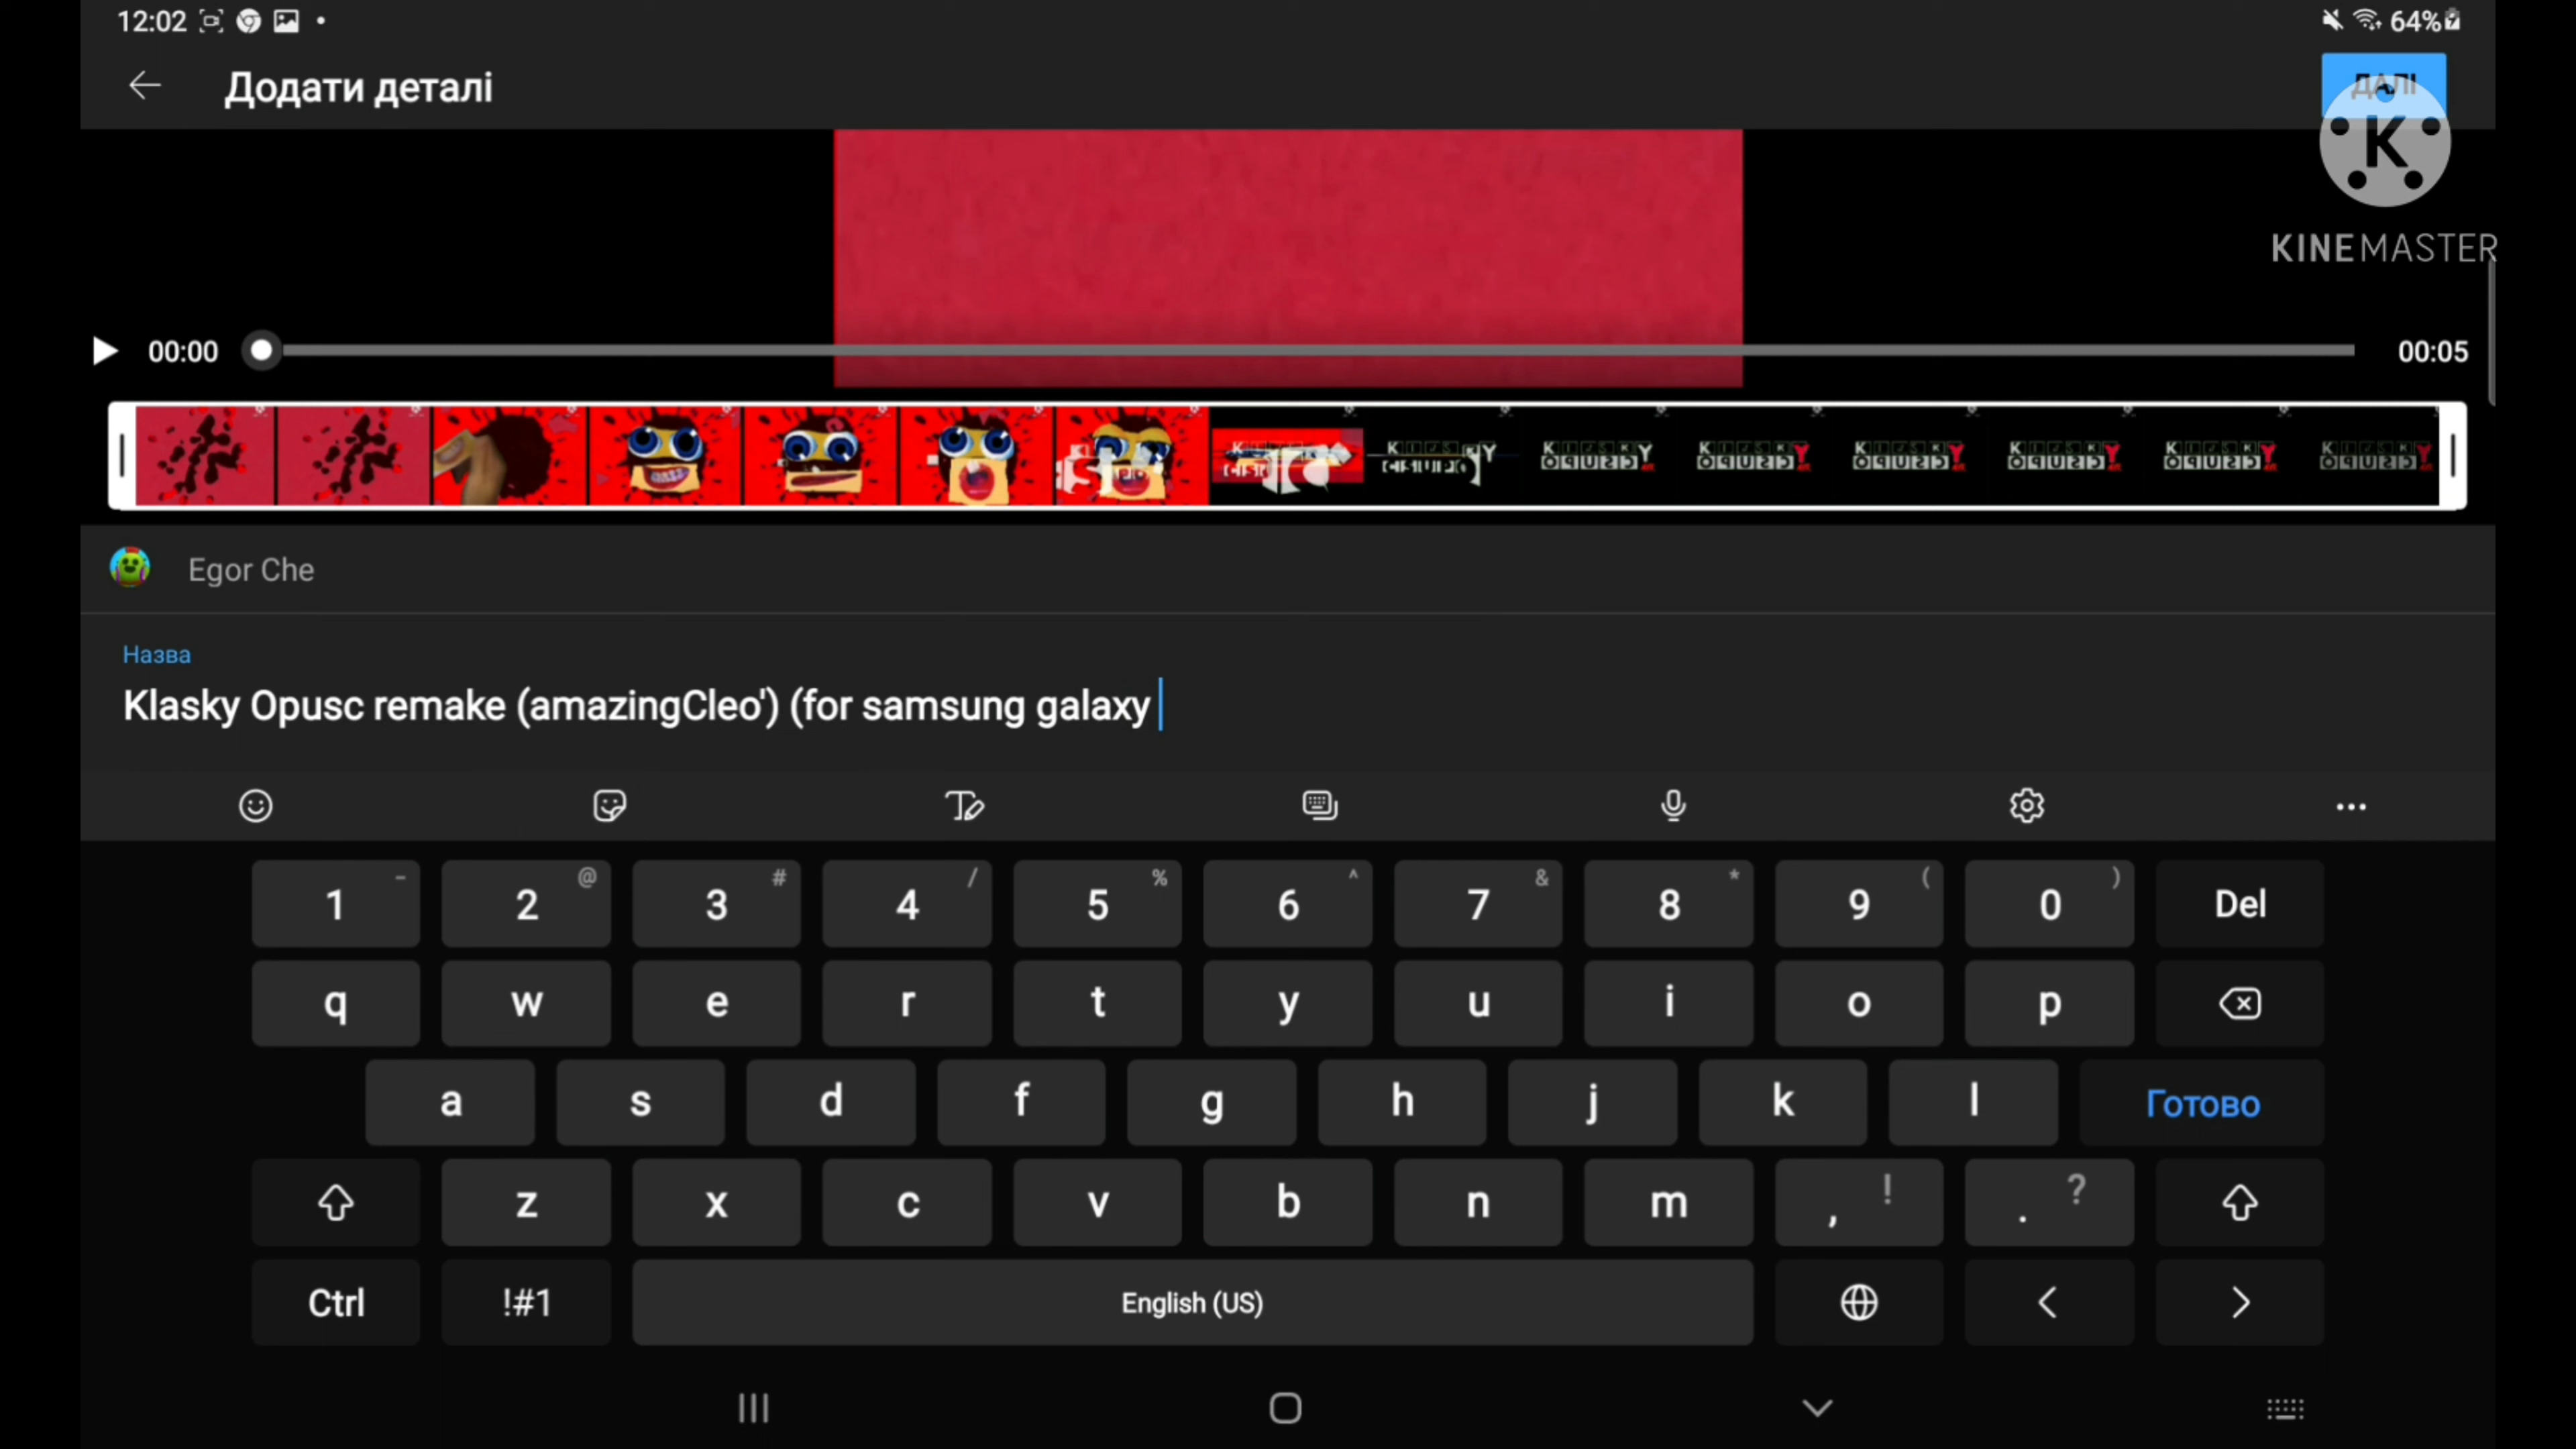 12:02
64%
Додати деталі
ДАЛІ
K
KINEMASTER
00:00
00:05
Egor Che
Назва
Klasky Opusc remake (amazingCleo') (for samsung galaxy
1 - 2 @ 3 # 4 / 5 % 6 ^ 7 & 8 * 9 ( 0 ) Del
q w e r t y u i o p
a s d f g h j k l Готово
z x c v b n m , ! . ?
Ctrl !#1 English (US) < >